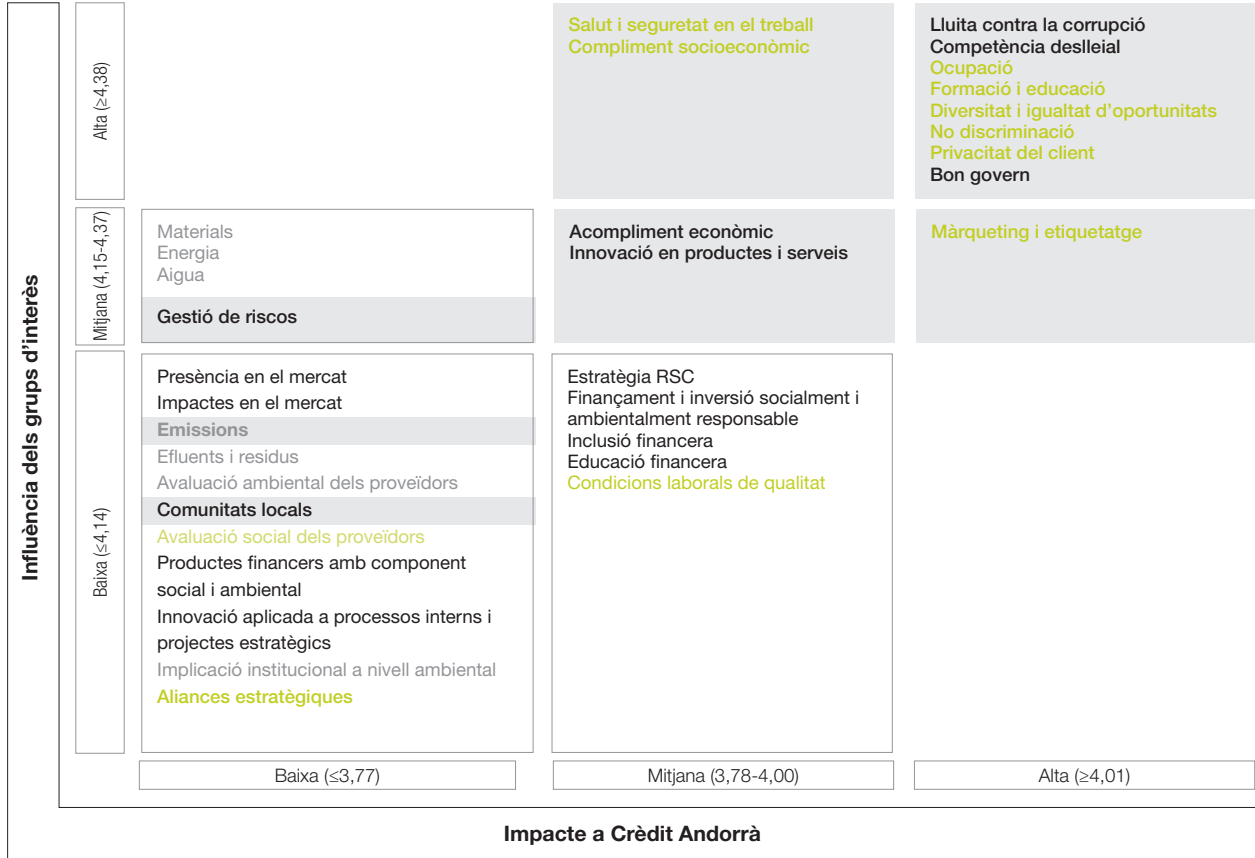 Influència dels grups d'interès
Alta (≥4,38)
Salut i seguretat en el treball
Compliment socioeconòmic
Lluita contra la corrupció
Competència deslleial
Ocupació
Formació i educació
Diversitat i igualtat d'oportunitats
No discriminació
Privacitat del client
Bon govern
Mitjana (4,15-4,37)
Materials
Energia
Aigua
Gestió de riscos
Acompliment econòmic
Innovació en productes i serveis
Màrqueting i etiquetatge
Baixa (≤4,14)
Presència en el mercat
Impactes en el mercat
Emissions
Efluents i residus
Avaluació ambiental dels proveïdors
Comunitats locals
Avaluació social dels proveïdors
Productes financers amb component
social i ambiental
Innovació aplicada a processos interns i
projectes estratègics
Implicació institucional a nivell ambiental
Aliances estratègiques
Estratègia RSC
Finançament i inversió socialment i
ambientalment responsable
Inclusió financera
Educació financera
Condicions laborals de qualitat
Baixa (≤3,77)
Mitjana (3,78-4,00)
Alta (≥4,01)
Impacte a Crèdit Andorrà